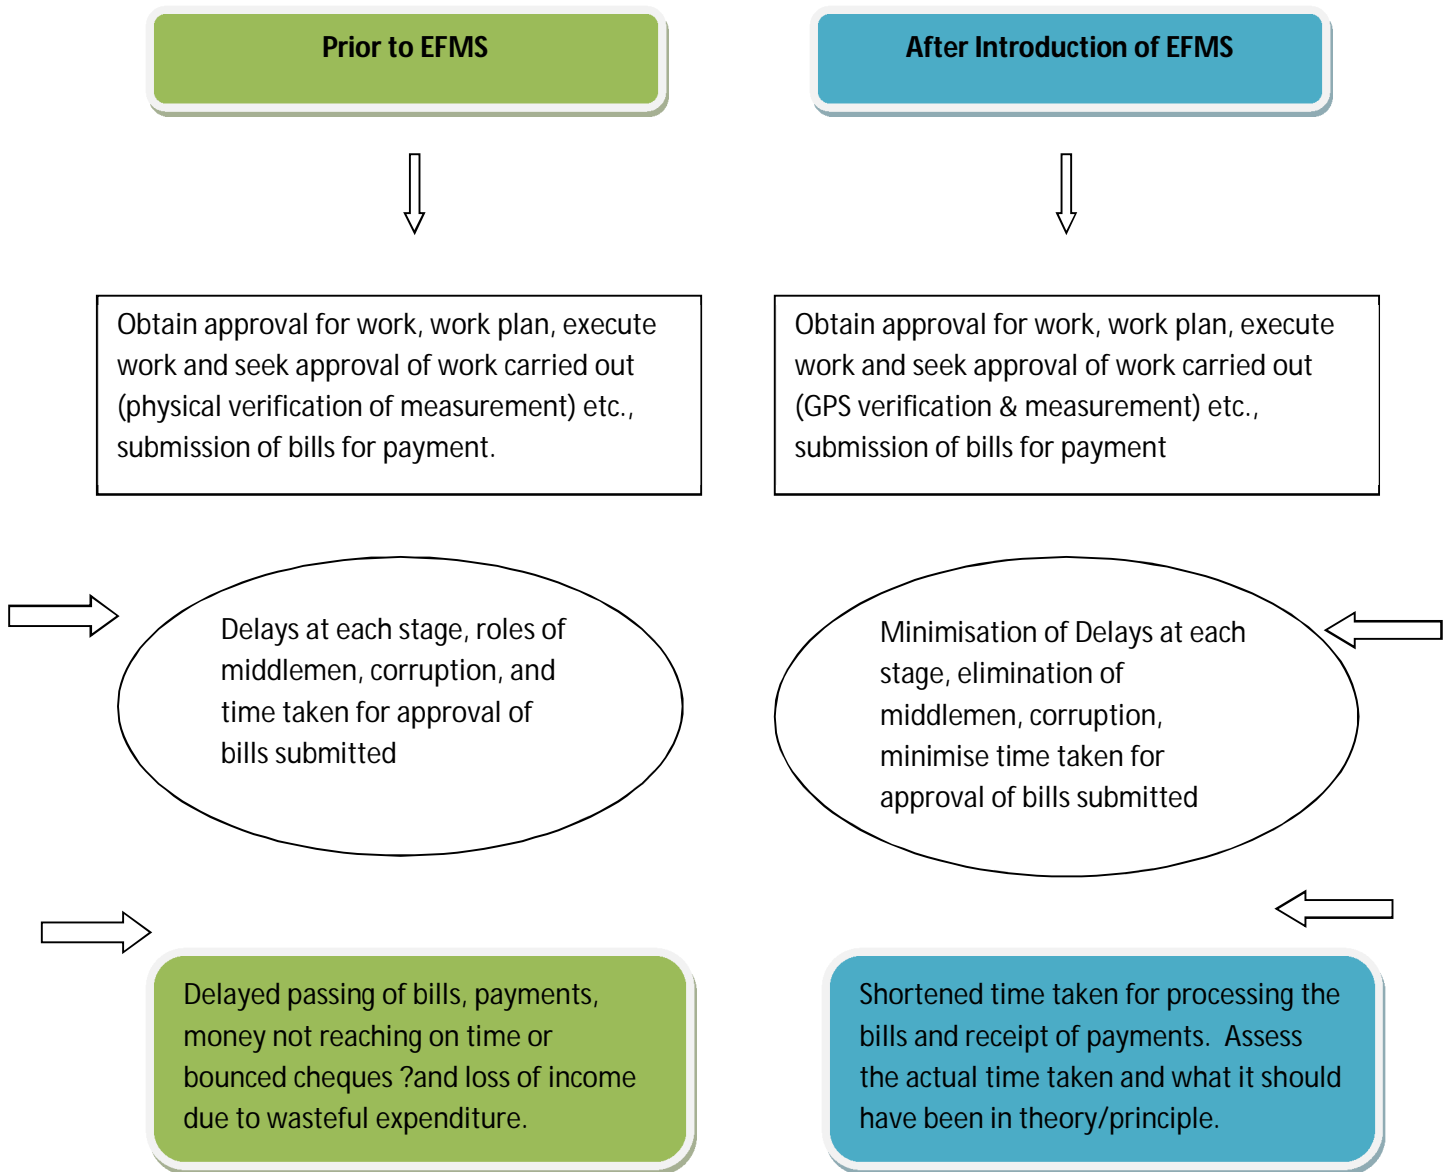 Prior to EFMS
After Introduction of EFMS
Obtain approval for work, work plan, execute
work and seek approval of work carried out
(physical verification of measurement) etc.,
submission of bills for payment.
Obtain approval for work, work plan, execute
work and seek approval of work carried out
(GPS verification & measurement) etc.,
submission of bills for payment
Delays at each stage, roles of
middlemen, corruption, and
time taken for approval of
bills submitted
Minimisation of Delays at each
stage, elimination of
middlemen, corruption,
minimise time taken for
approval of bills submitted
Delayed passing of bills, payments,
money not reaching on time or
bounced cheques ?and loss of income
due to wasteful expenditure.
Shortened time taken for processing the
bills and receipt of payments.  Assess
the actual time taken and what it should
have been in theory/principle.